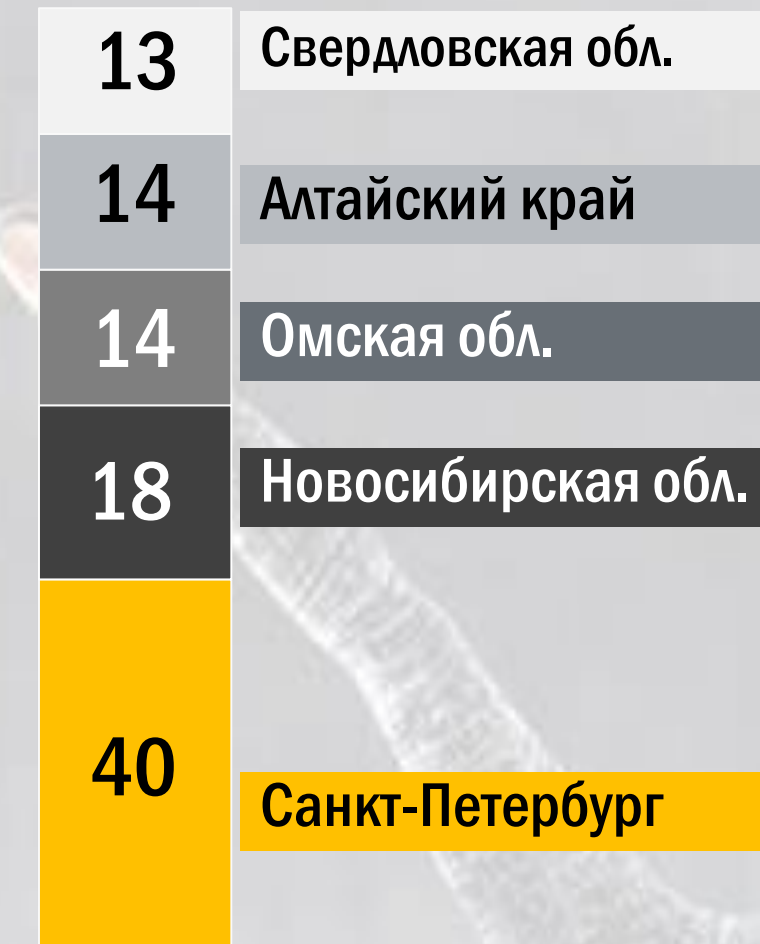 13 Свердловская обл.
14 Алтайский край
14 Омская обл.
18 Новосибирская обл.
40 Санкт-Петербург